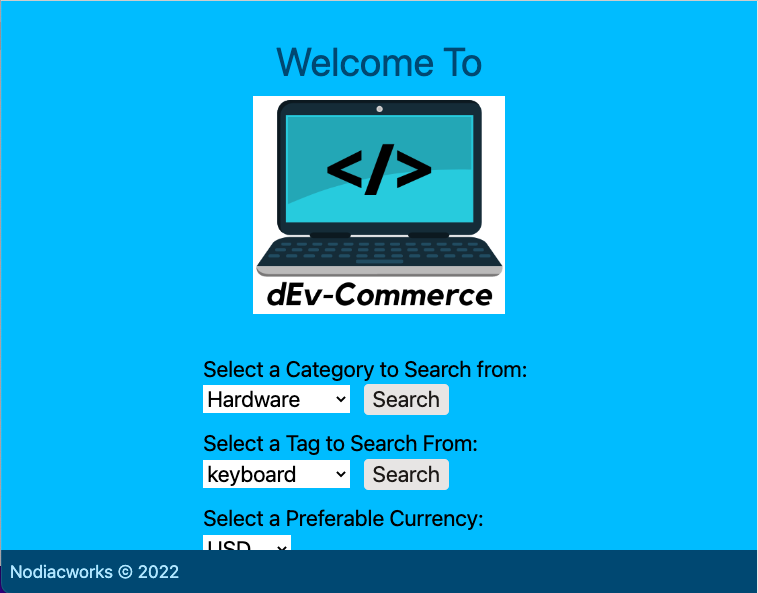 Welcome To
</>
dEv-Commerce
Select a Category to Search from:
Hardware Search
Select a Tag to Search From:
keyboard Search
Select a Preferable Currency:
USD
Nodiacworks © 2022